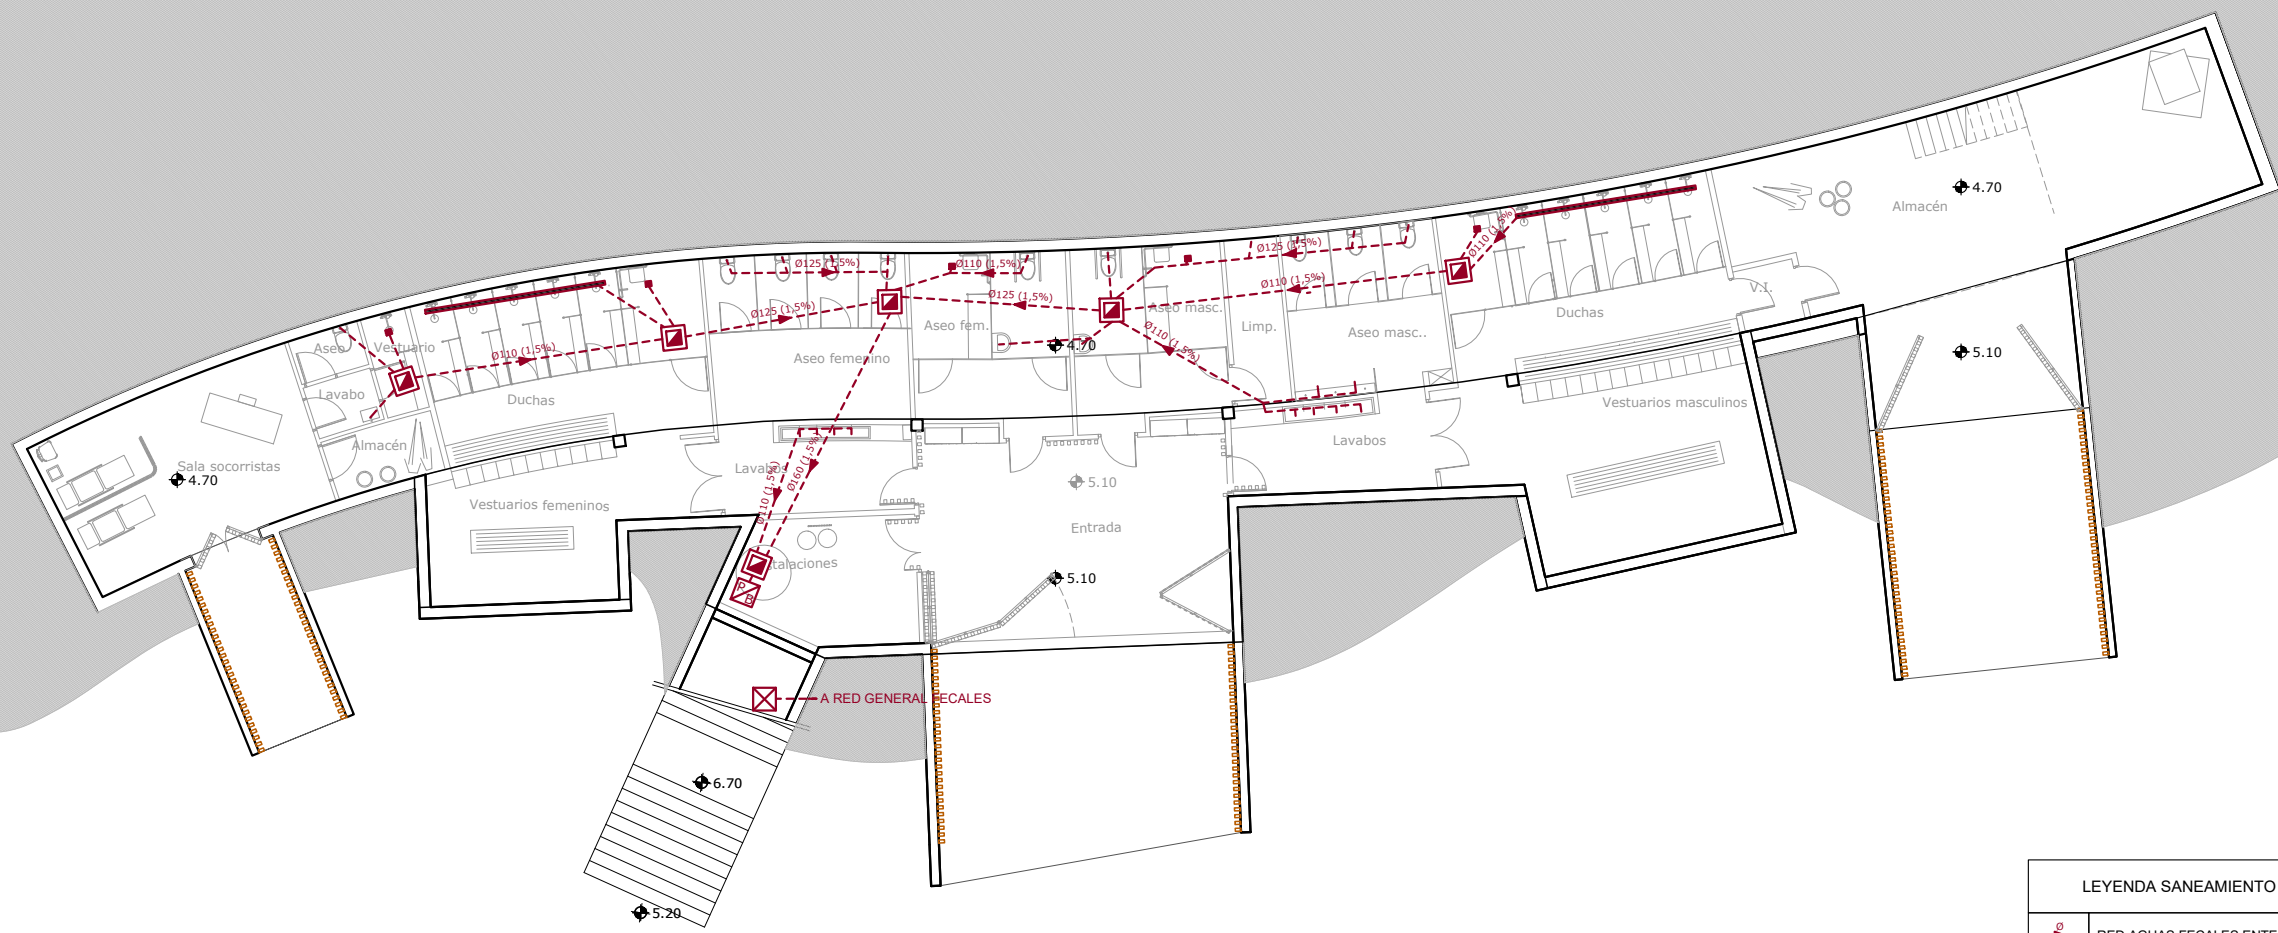 4.70
Almacén
Ø110 (1,5%)
Ø125 (1,5%)
V.I.
Duchas
Ø125 (1,5%)
Ø110 (1,5%)
Ø110 (1,5%)
Ø125 (1,5%)
Aseo masc.
Limp.
Aseo masc..
Ø125 (1,5%)
Aseo fem.
4.70
Ø110 (1,5%)
Aseo
Vestuario
Ø110 (1,5%)
Aseo femenino
5.10
Lavabo
Duchas
Vestuarios masculinos
Almacén
Lavabos
Sala socorristas
4.70
Lavabos
Ø110 (1,5%)
Ø160 (1,5%)
5.10
Vestuarios femeninos
Entrada
talaciones
5.10
P
B
A RED GENERAL FECALES
6.70
5.20
LEYENDA SANEAMIENTO
Ø